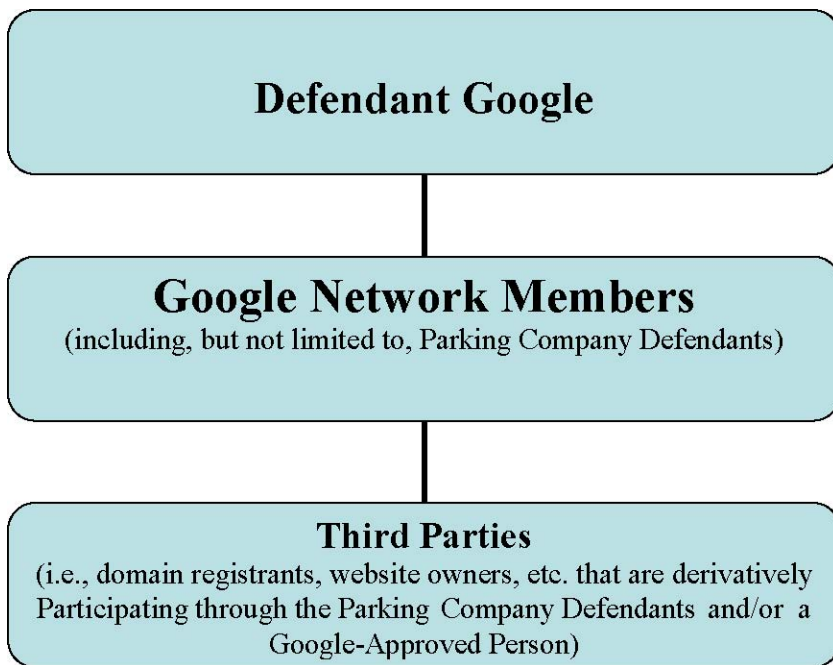 Defendant Google
Google Network Members
(including, but not limited to, Parking Company Defendants)
Third Parties
(i.e., domain registrants, website owners, etc. that are derivatively
Participating through the Parking Company Defendants and/or a
Google-Approved Person)